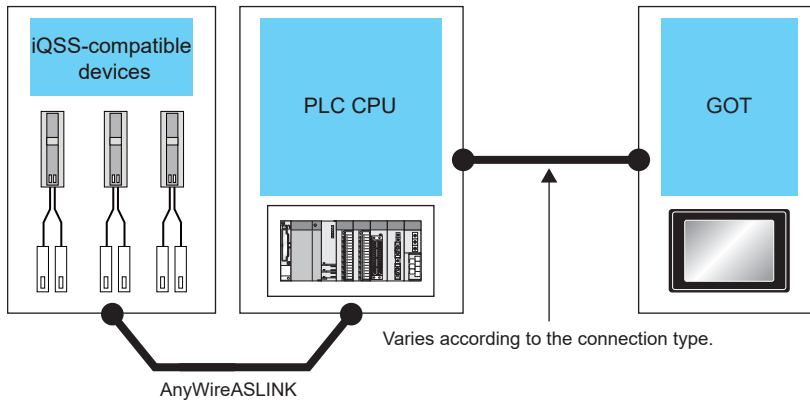 iQSS-compatible
devices
PLC CPU
GOT
Varies according to the connection type.
AnyWireASLINK